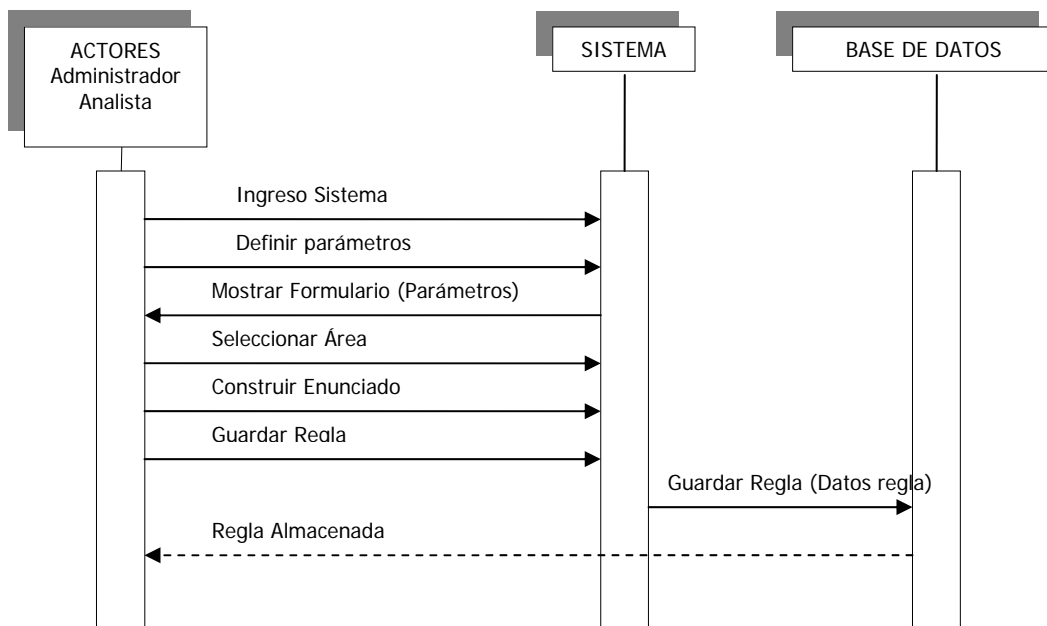 ACTORES
Administrador
Analista
SISTEMA
BASE DE DATOS
Ingreso Sistema
Definir parámetros
Mostrar Formulario (Parámetros)
Seleccionar Área
Construir Enunciado
Guardar Regla
Guardar Regla (Datos regla)
Regla Almacenada